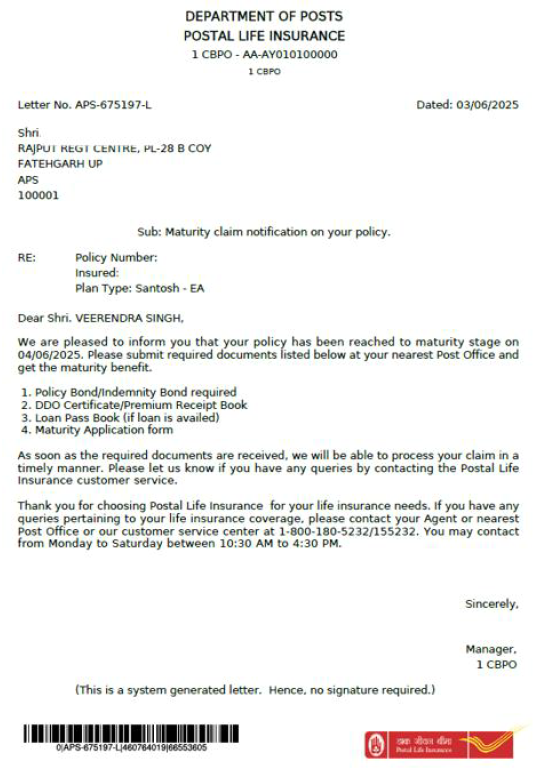 DEPARTMENT OF POSTS
POSTAL LIFE INSURANCE
1 CBPO - AA-AY010100000
1 CBPO
Letter No. APS-675197-L Dated: 03/06/2025
Shri
RAJPUT REGT CENTRE, PL-28 B COY
FATEHGARH UP
APS
100001
Sub: Maturity claim notification on your policy.
RE: Policy Number:
Insured:
Plan Type: Santosh - EA
Dear Shri. VEERENDRA SINGH,
We are pleased to inform you that your policy has been reached to maturity stage on
04/06/2025. Please submit required documents listed below at your nearest Post Office and
get the maturity benefit.
1. Policy Bond/Indemnity Bond required
2. DDO Certificate/Premium Receipt Book
3. Loan Pass Book (if loan is availed)
4. Maturity Application form
As soon as the required documents are received, we will be able to process your claim in a
timely manner. Please let us know if you have any queries by contacting the Postal Life
Insurance customer service.
Thank you for choosing Postal Life Insurance for your life insurance needs. If you have any
queries pertaining to your life insurance coverage, please contact your Agent or nearest
Post Office or our customer service center at 1-800-180-5232/155232. You may contact
from Monday to Saturday between 10:30 AM to 4:30 PM.
Sincerely,
Manager,
1 CBPO
(This is a system generated letter. Hence, no signature required.)
0|APS-675197-L|460764019|66553605
डाक जीवन बीमा
Postal Life Insurance